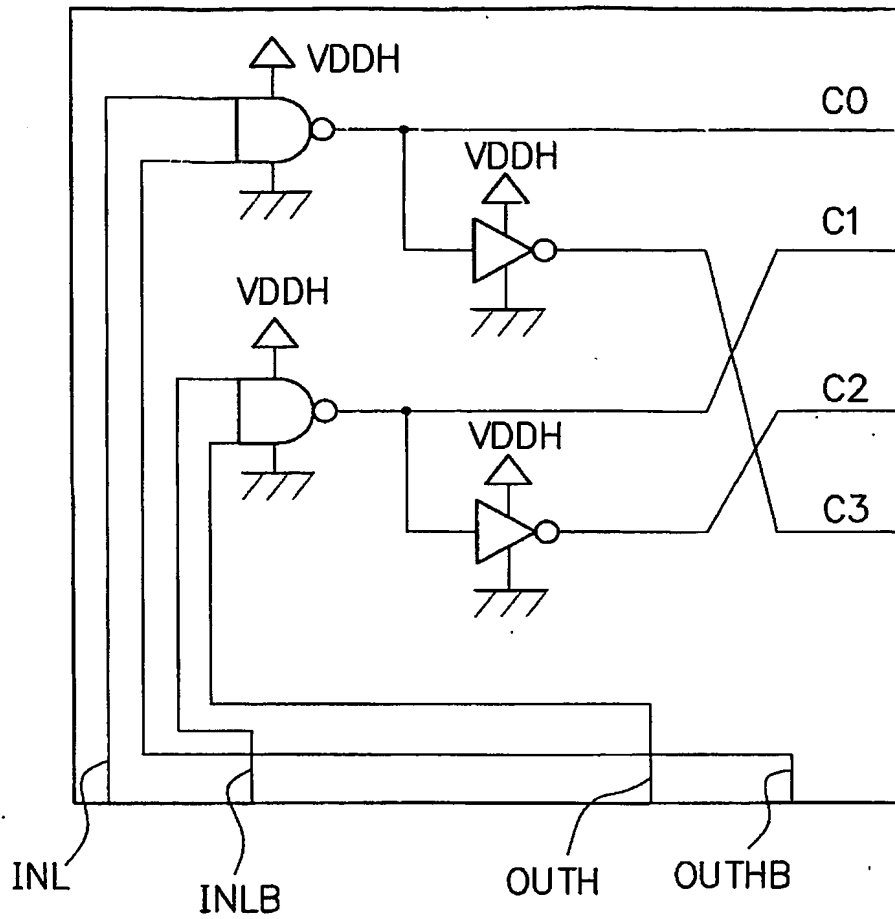 VDDH
C0
VDDH
C1
VDDH
C2
VDDH
C3
INL
INLB
OUTH
OUTHB